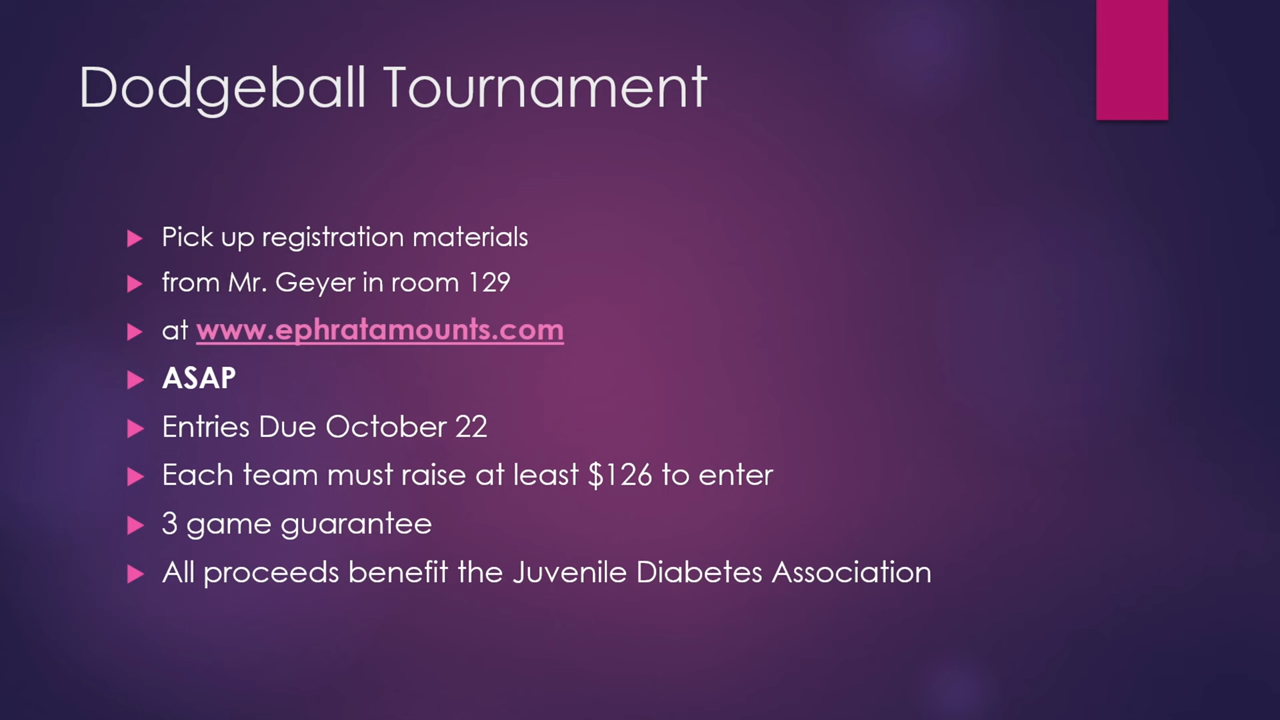 Dodgeball Tournament
Pick up registration materials
from Mr. Geyer in room 129
at www.ephratamounts.com
ASAP
Entries Due October 22
Each team must raise at least $126 to enter
3 game guarantee
All proceeds benefit the Juvenile Diabetes Association